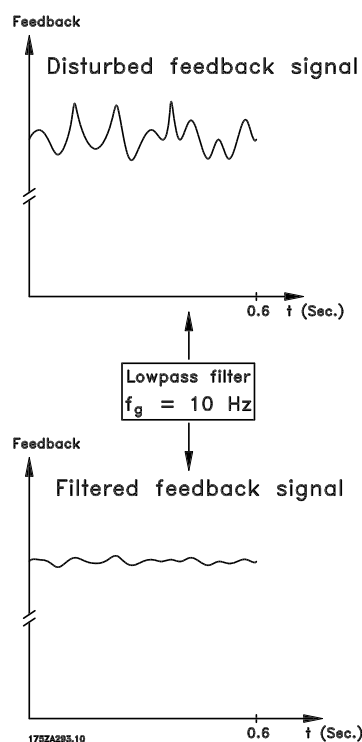 Feedback
Disturbed feedback signal
0.6 t (Sec.)
Lowpass filter
fg = 10 Hz
Feedback
Filtered feedback signal
0.6 t (Sec.)
175ZA293.10